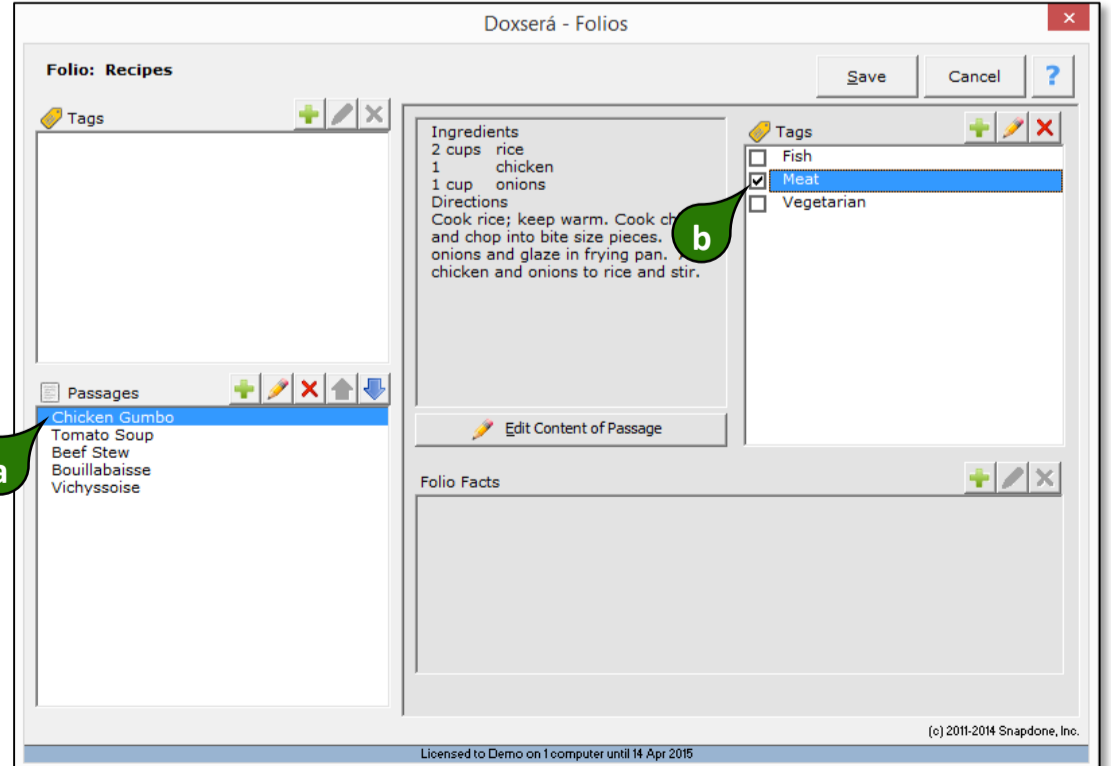 Doxserá - Folios
Folio: Recipes
Save
Cancel
?
Tags
Ingredients
2 cups rice
1 chicken
1 cup onions
Directions
Cook rice; keep warm. Cook
and chop into bite size pieces.
onions and glaze in frying pan.
chicken and onions to rice and stir.
Edit Content of Passage
Tags
Fish
Meat
Vegetarian
b
Passages
Chicken Gumbo
Tomato Soup
Beef Stew
Bouillabaisse
Vichyssoise
a
Folio Facts
(c) 2011-2014 Snapdone, Inc.
Licensed to Demo on 1 computer until 14 Apr 2015